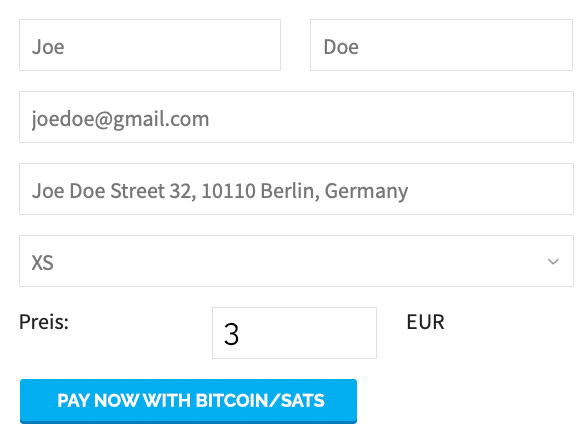 Joe Doe
joedoe@gmail.com
Joe Doe Street 32, 10110 Berlin, Germany
XS
Preis: 3 EUR
PAY NOW WITH BITCOIN/SATS